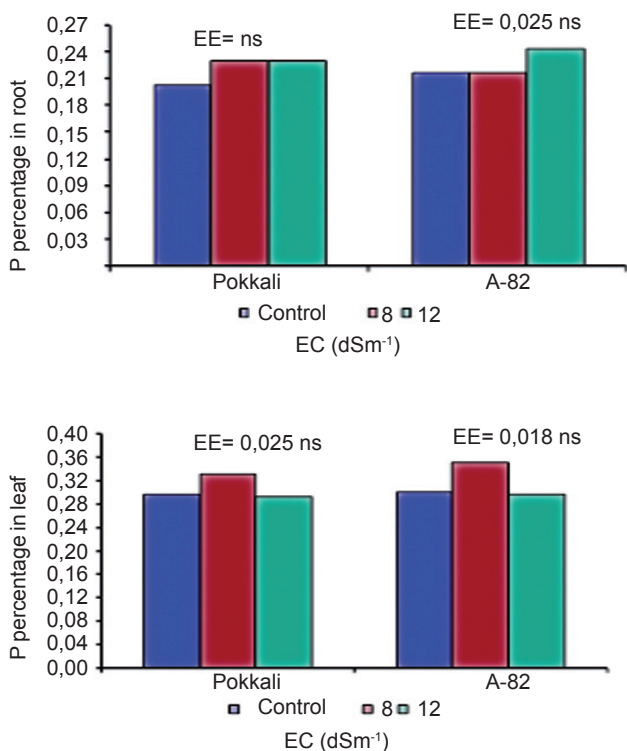 0,27
0,24
0,21
0,18
0,15
0,12
0,09
0,06
0,03
P percentage in root
EE= ns
EE = 0,025 ns
Pokkali
A-82
Control 8 12
EC (dSm⁻¹)
0,40
0,36
0,32
0,28
0,24
0,20
0,16
0,12
0,08
0,04
0,00
P percentage in leaf
EE= 0,025 ns
EE= 0,018 ns
Pokkali
A-82
Control 8 12
EC (dSm⁻¹)